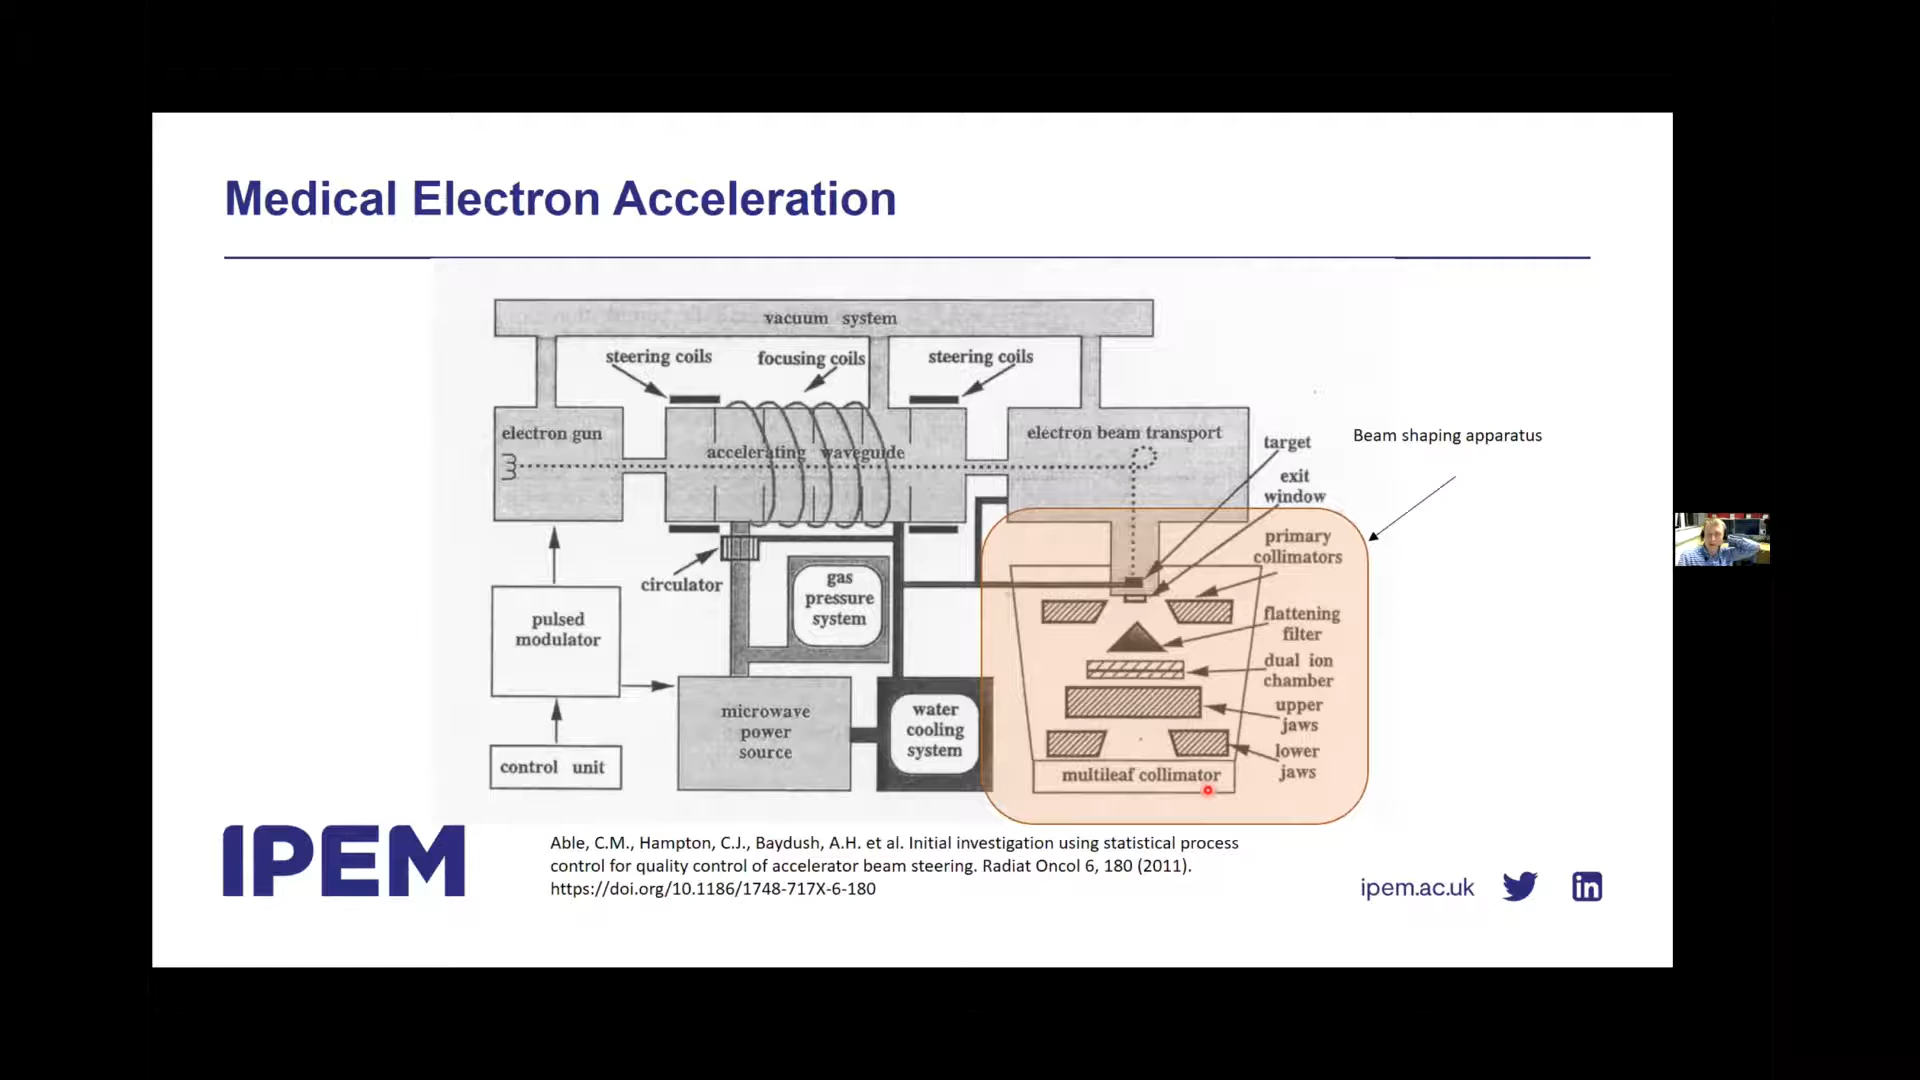 Medical Electron Acceleration
vacuum system
steering coils
focusing coils
steering coils
electron gun
accelerating waveguide
electron beam transport
target
Beam shaping apparatus
exit
window
primary
collimators
circulator
gas
pressure
system
pulsed
modulator
flattening
filter
dual ion
chamber
upper
jaws
lower
jaws
microwave
power
source
water
cooling
system
control unit
multileaf collimator
IPEM
Able, C.M., Hampton, C.J., Baydush, A.H. et al. Initial investigation using statistical process
control for quality control of accelerator beam steering. Radiat Oncol 6, 180 (2011).
https://doi.org/10.1186/1748-717X-6-180
ipem.ac.uk
in